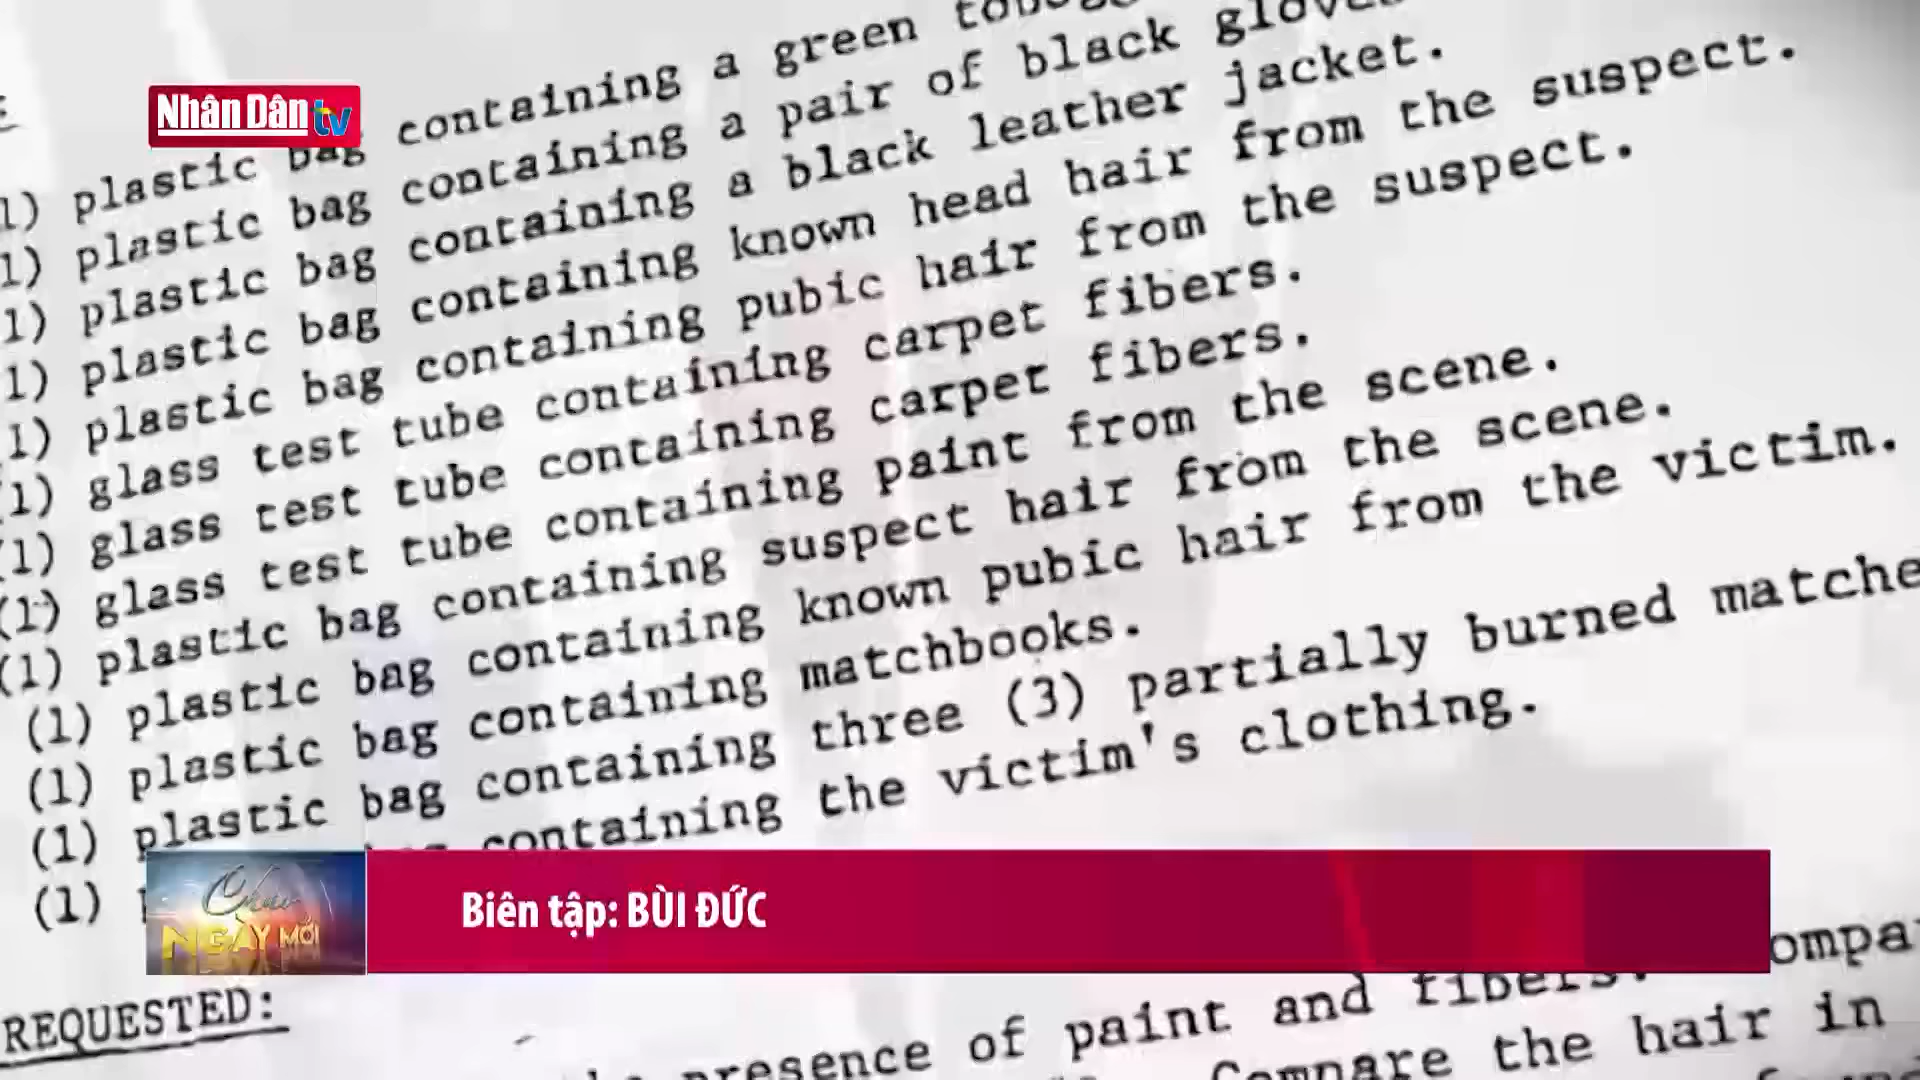 Nhân Dân tv
1) plastic bag containing a green
1) plastic bag containing a pair of black
1) plastic bag containing a black leather jacket.
1) plastic bag containing known head hair from the suspect.
1) plastic bag containing pubic hair from the suspect.
1) glass test tube containing carpet fibers.
(1) glass test tube containing carpet fibers.
(1) glass test tube containing paint from the scene.
(1) plastic bag containing suspect hair from the scene.
(1) plastic bag containing known pubic hair from the victim.
(1) plastic bag containing matchbooks.
(1) plastic bag containing three (3) partially burned matche
(1) containing the victim's clothing.
Chào
NGÀY MỚI
Biên tập: BÙI ĐỨC
REQUESTED:
presence of paint and fibers. ompa
Compare the hair in